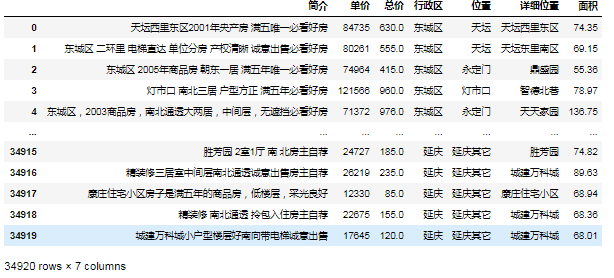 简介 单价 总价 行政区 位置 详细位置 面积
0 天坛西里东区2001年央产房 满五唯一必看好房 84735 630.0 东城区 天坛 天坛西里东区 74.35
1 东城区 二环里 电梯直达 单位分房 产权清晰 诚意出售必看好房 80261 555.0 东城区 天坛 天坛东里南区 69.15
2 东城区 2005年商品房 朝东一居 满五年唯一必看好房 74964 415.0 东城区 永定门 鼎盛园 55.36
3 灯市口 南北三居 户型方正 满五年必看好房 121566 960.0 东城区 灯市口 智德北巷 78.97
4 东城区，2003商品房，南北通透大两居，中间层，无遮挡必看好房 71372 976.0 东城区 永定门 天天家园 136.75
... ... ... ... ... ... ... ...
34915 胜芳园 2室1厅 南 北房主自荐 24727 185.0 延庆 延庆其它 胜芳园 74.82
34916 精装修三居室中间层南北通透诚意出售房主自荐 26219 235.0 延庆 延庆其它 城建万科城 89.63
34917 康庄住宅小区房子是满五年的商品房，低楼层，采光良好 12330 85.0 延庆 延庆其它 康庄住宅小区 68.94
34918 精装修 南北通透 拎包入住房主自荐 22675 155.0 延庆 延庆其它 城建万科城 68.36
34919 城建万科城小户型楼层好南向带电梯诚意出售 17645 120.0 延庆 延庆其它 城建万科城 68.01
34920 rows × 7 columns